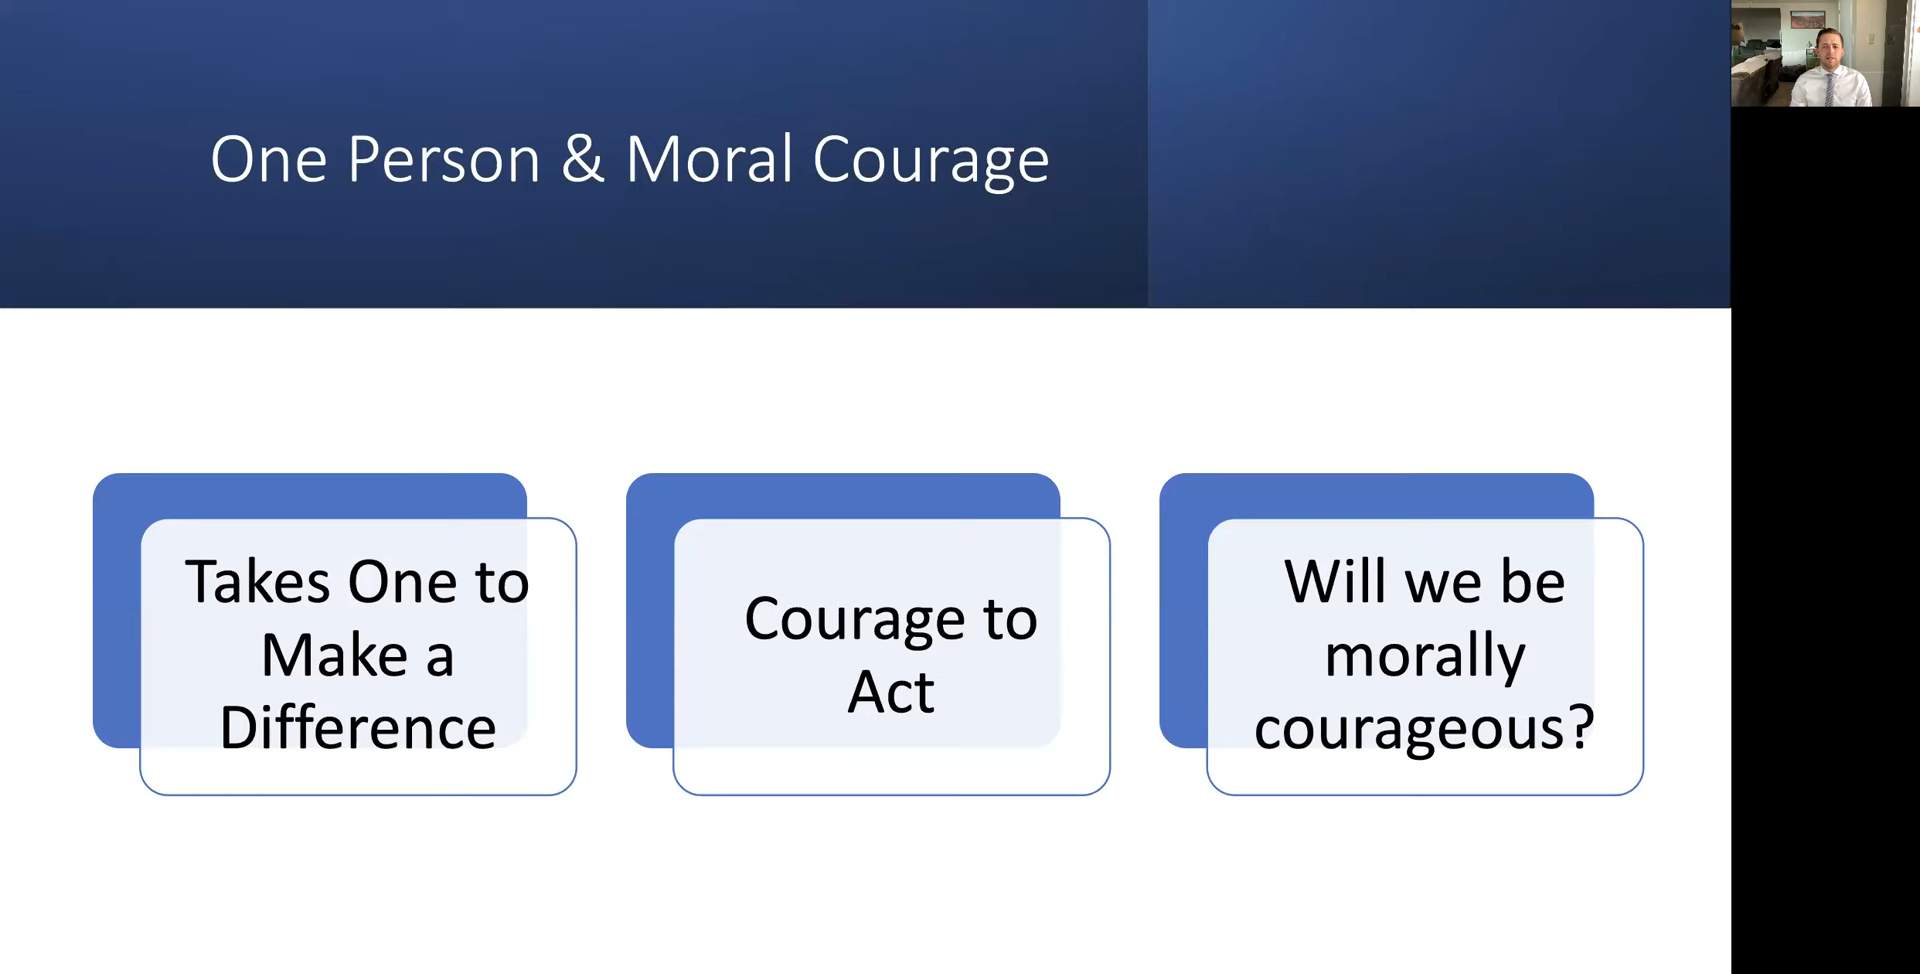 One Person & Moral Courage
Takes One to
Make a
Difference
Courage to
Act
Will we be
morally
courageous?